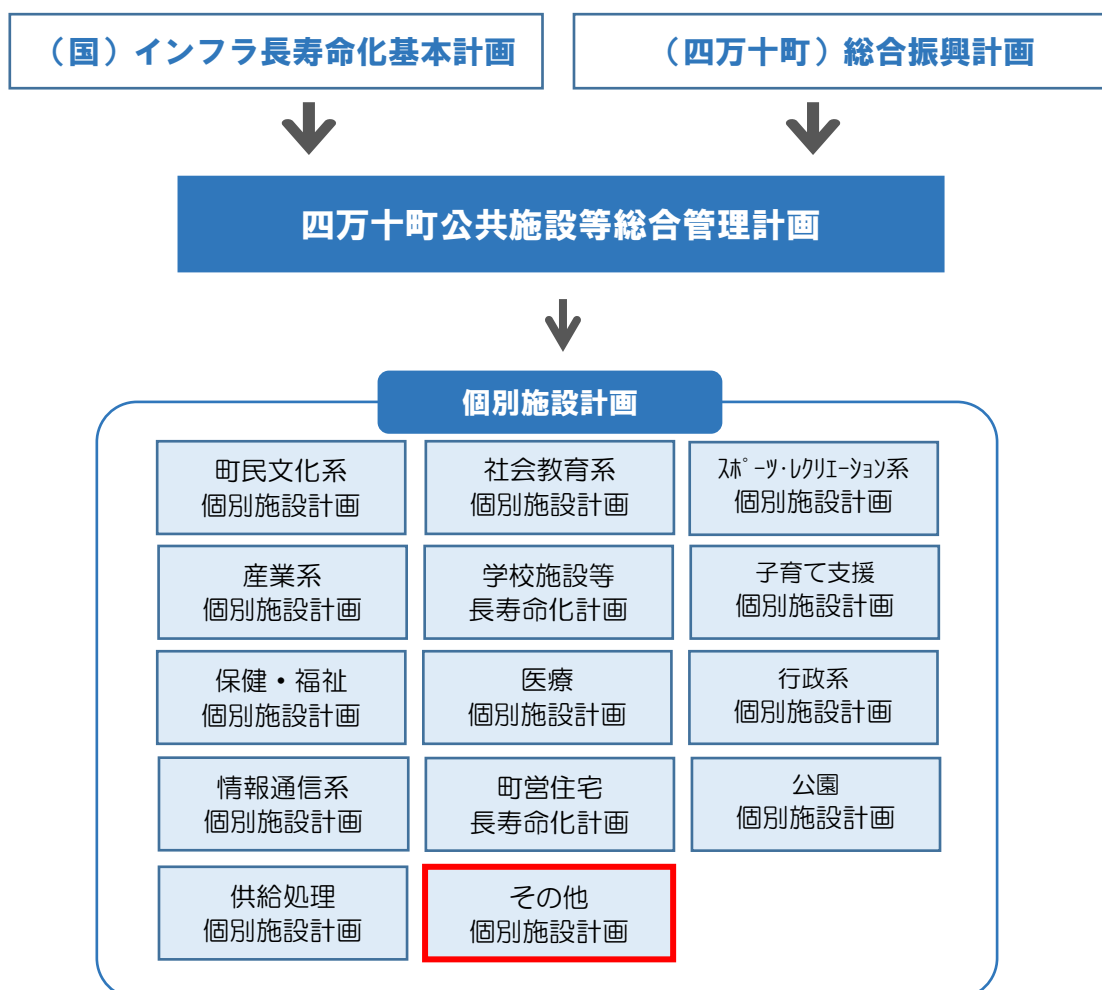 （国）インフラ長寿命化基本計画
（四万十町）総合振興計画
四万十町公共施設等総合管理計画
個別施設計画
町民文化系
個別施設計画
社会教育系
個別施設計画
ｽﾎﾟｰﾂ･ﾚｸﾘｴｰｼｮﾝ系
個別施設計画
産業系
個別施設計画
学校施設等
長寿命化計画
子育て支援
個別施設計画
保健・福祉
個別施設計画
医療
個別施設計画
行政系
個別施設計画
情報通信系
個別施設計画
町営住宅
長寿命化計画
公園
個別施設計画
供給処理
個別施設計画
その他
個別施設計画